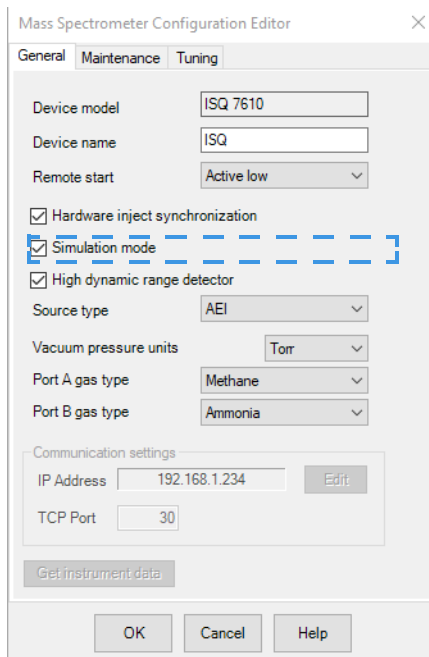 Mass Spectrometer Configuration Editor
General Maintenance Tuning
Device model ISQ 7610
Device name ISQ
Remote start Active low
Hardware inject synchronization
Simulation mode
High dynamic range detector
Source type AEI
Vacuum pressure units Torr
Port A gas type Methane
Port B gas type Ammonia
Communication settings
IP Address 192.168.1.234 Edit
TCP Port 30
Get instrument data
OK Cancel Help